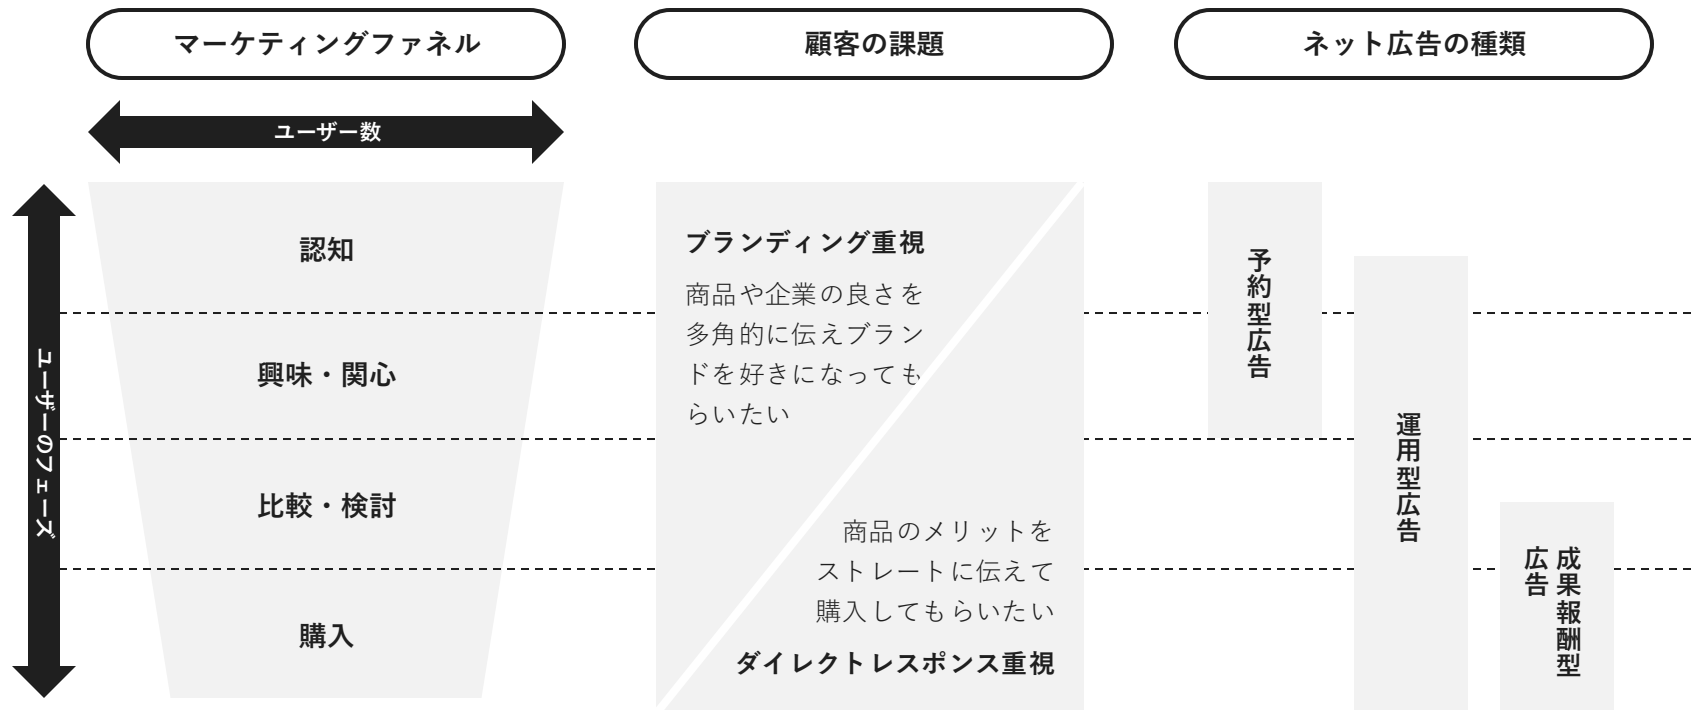 マーケティングファネル
顧客の課題
ネット広告の種類
ユーザー数
ユーザーのフェーズ
認知
興味・関心
比較・検討
購入
ブランディング重視
商品や企業の良さを
多角的に伝えブラン
ドを好きになっても
らいたい
商品のメリットを
ストレートに伝えて
購入してもらいたい
ダイレクトレスポンス重視
予約型広告
運用型広告
成果報酬型
広告